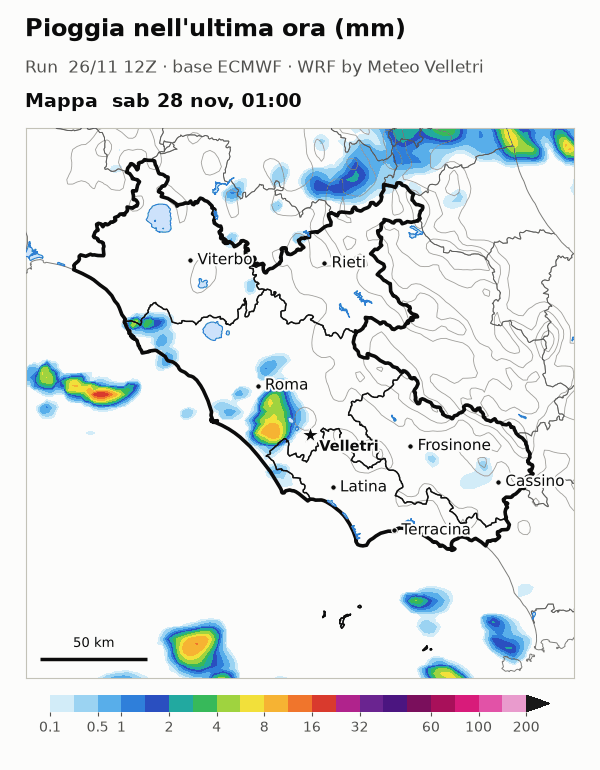 Pioggia nell'ultima ora (mm)
Run 26/11 12Z · base ECMWF · WRF by Meteo Velletri
Mappa sab 28 nov, 01:00
Viterbo
Rieti
Roma
Velletri
Frosinone
Latina
Cassino
Terracina
50 km
0.1 0.5 1 2 4 8 16 32 60 100 200